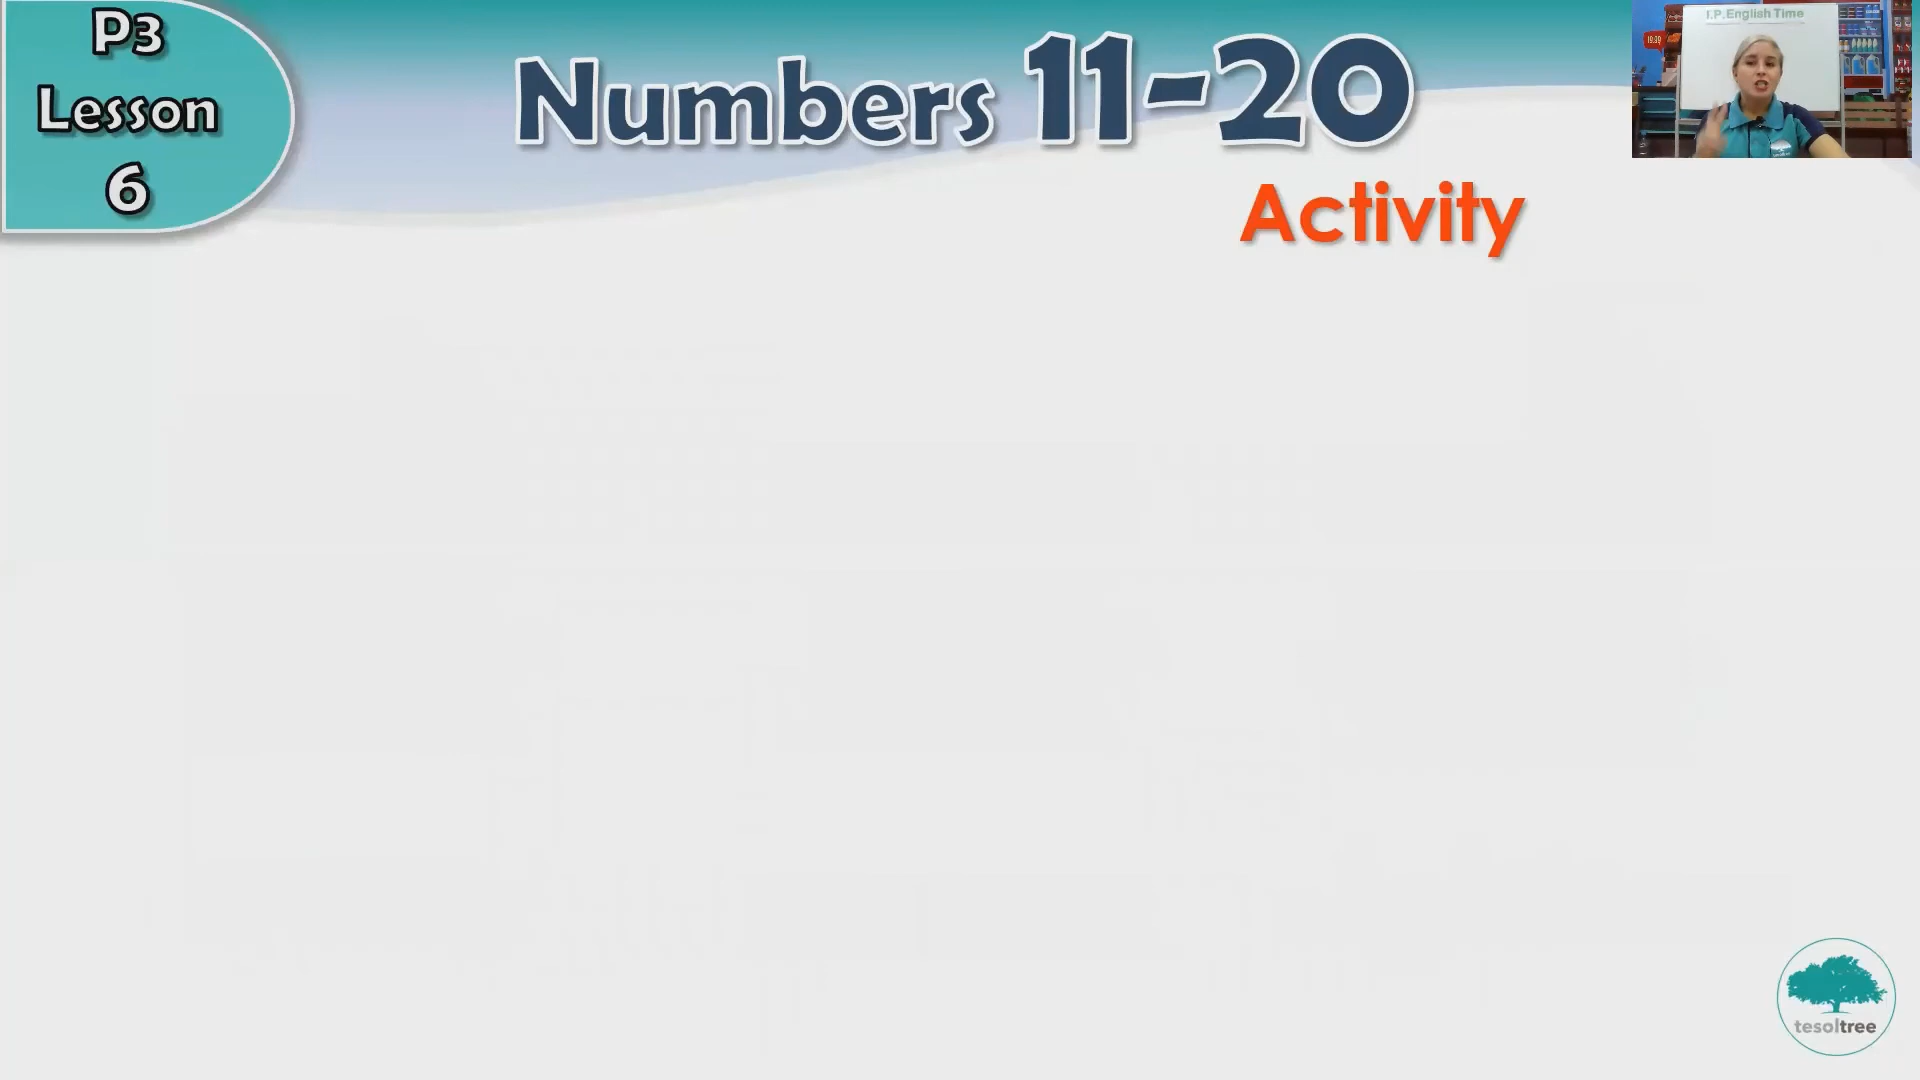 P3
Lesson
6
Numbers 11-20
Activity
I.P.English Time
tesoltree